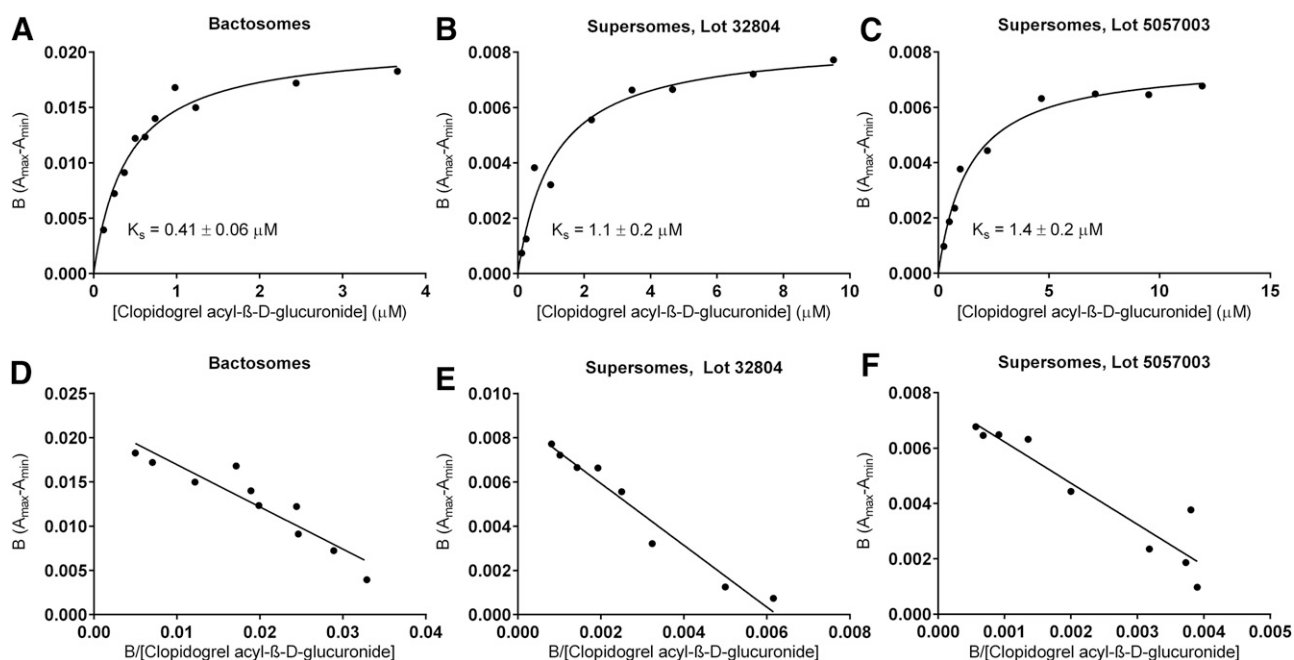 A
Bactosomes
B (Amax-Amin)
0.020
0.015
0.010
0.005
0.000
Ks = 0.41 ± 0.06 μM
0 1 2 3 4
[Clopidogrel acyl-ß-D-glucuronide] (μM)
B
Supersomes, Lot 32804
B (Amax-Amin)
0.008
0.006
0.004
0.002
0.000
Ks = 1.1 ± 0.2 μM
0 2 4 6 8 10
[Clopidogrel acyl-ß-D-glucuronide] (μM)
C
Supersomes, Lot 5057003
B (Amax-Amin)
0.008
0.006
0.004
0.002
0.000
Ks = 1.4 ± 0.2 μM
0 5 10 15
[Clopidogrel acyl-ß-D-glucuronide] (μM)
D
Bactosomes
B (Amax-Amin)
0.025
0.020
0.015
0.010
0.005
0.000
0.00 0.01 0.02 0.03 0.04
B/[Clopidogrel acyl-ß-D-glucuronide]
E
Supersomes, Lot 32804
B (Amax-Amin)
0.010
0.008
0.006
0.004
0.002
0.000
0.000 0.002 0.004 0.006 0.008
B/[Clopidogrel acyl-ß-D-glucuronide]
F
Supersomes, Lot 5057003
B (Amax-Amin)
0.008
0.006
0.004
0.002
0.000
0.000 0.001 0.002 0.003 0.004 0.005
B/[Clopidogrel acyl-ß-D-glucuronide]